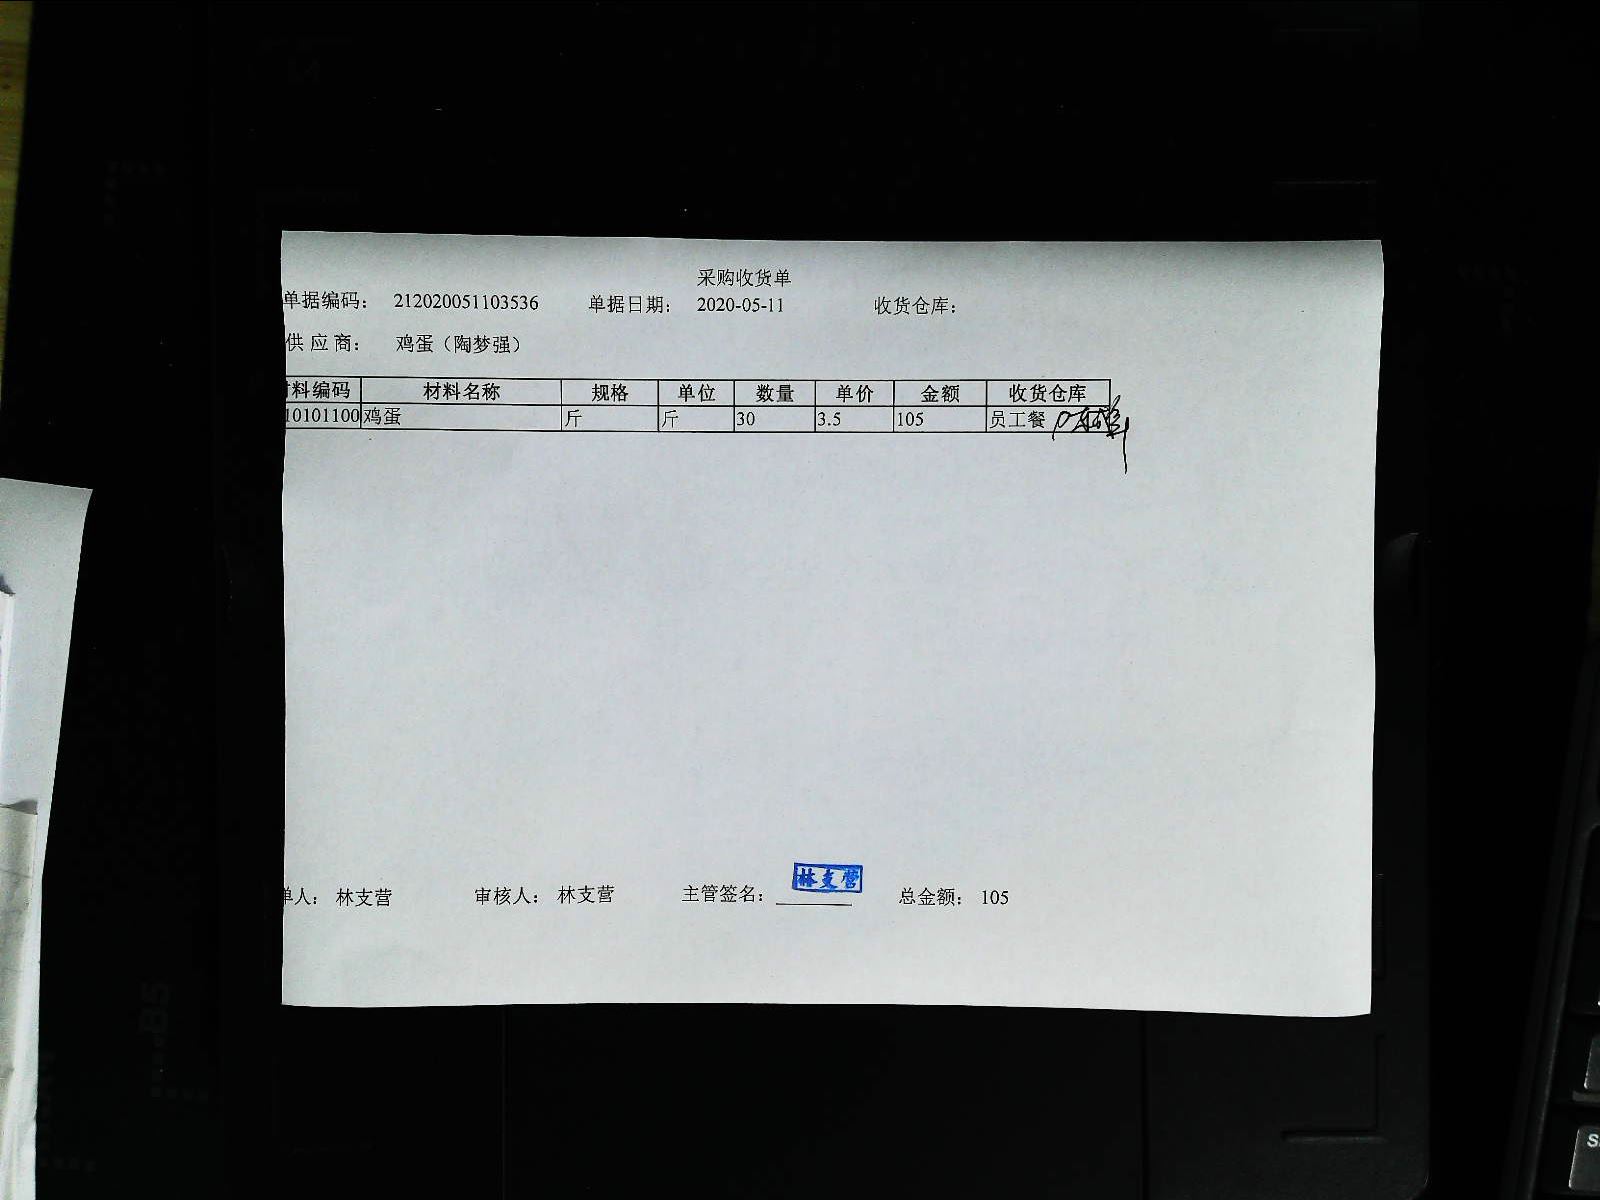 采购收货单
单据编码： 212020051103536 单据日期： 2020-05-11 收货仓库：
供 应 商： 鸡蛋（陶梦强）
料编码 材料名称 规格 单位 数量 单价 金额 收货仓库
10101100 鸡蛋 斤 斤 30 3.5 105 员工餐
林支营
单人： 林支营 审核人： 林支营 主管签名： 总金额： 105